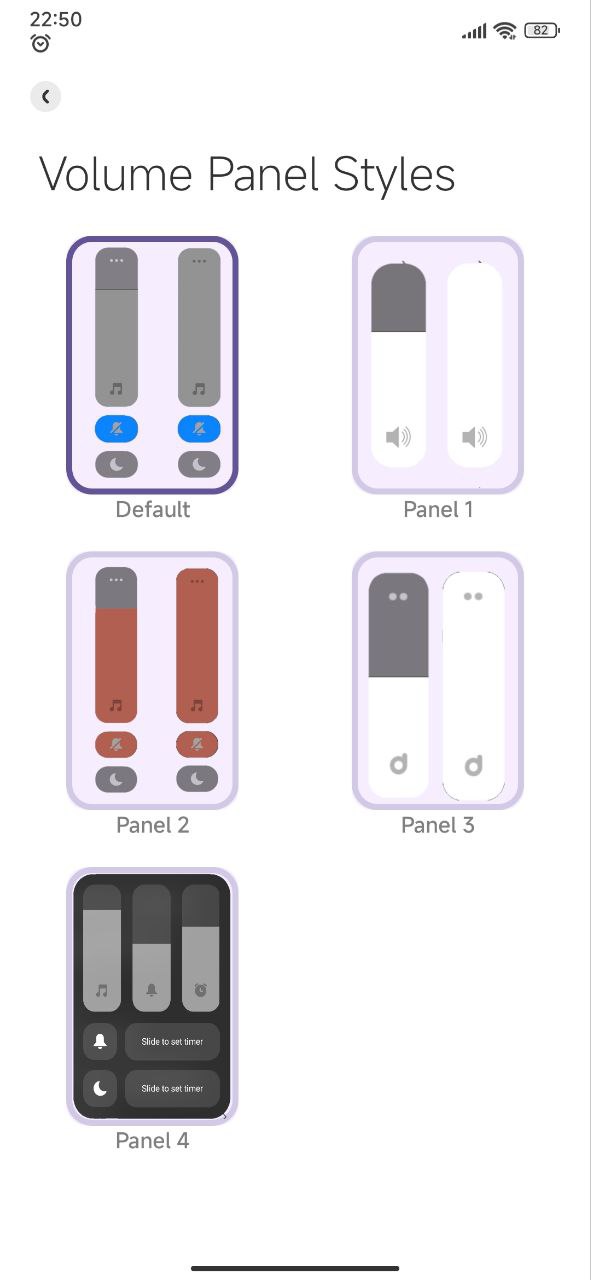 22:50
82
Volume Panel Styles
Default
Panel 1
Panel 2
Panel 3
Slide to set timer
Slide to set timer
Panel 4